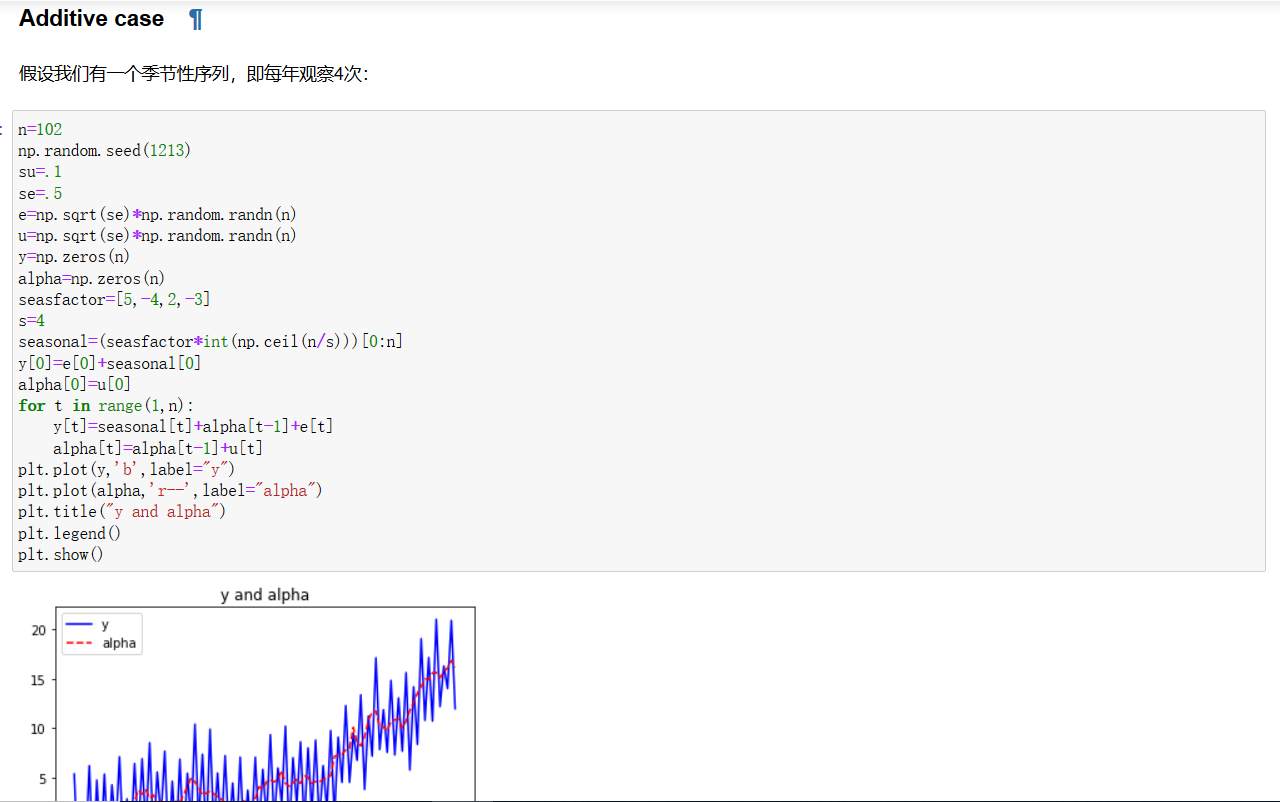 Additive case ¶
假设我们有一个季节性序列，即每年观察4次：
n=102
np.random.seed(1213)
su=.1
se=.5
e=np.sqrt(se)*np.random.randn(n)
u=np.sqrt(se)*np.random.randn(n)
y=np.zeros(n)
alpha=np.zeros(n)
seasfactor=[5,-4,2,-3]
s=4
seasonal=(seasfactor*int(np.ceil(n/s)))[0:n]
y[0]=e[0]+seasonal[0]
alpha[0]=u[0]
for t in range(1,n):
    y[t]=seasonal[t]+alpha[t-1]+e[t]
    alpha[t]=alpha[t-1]+u[t]
plt.plot(y,'b',label="y")
plt.plot(alpha,'r--',label="alpha")
plt.title("y and alpha")
plt.legend()
plt.show()
y and alpha
y
alpha
20
15
10
5